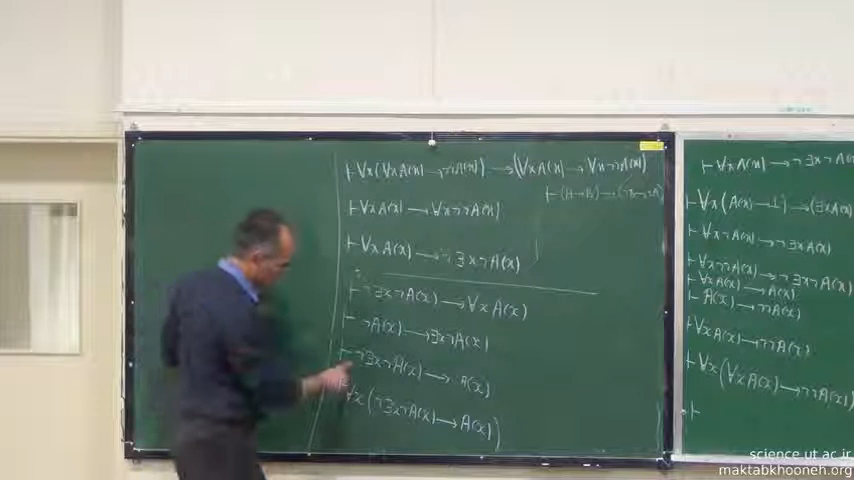 ⊢ ∀x(∀xA(x) → ¬¬A(x)) → (∀xA(x) → ∀x¬¬A(x))
⊢ (A→B) → (¬B→¬A)
⊢ ∀xA(x) → ∀x¬¬A(x)
⊢ ∀xA(x) → ¬∃x¬A(x)
⊢ ¬∃x¬A(x) → ∀xA(x)
⊢ ¬A(x) → ∃x¬A(x)
⊢ ¬∃x¬A(x) → A(x)
∀x(¬∃x¬A(x) → A(x))
⊢ ∀xA(x) → ¬∃x¬A(x)
⊢ ∀x(A(x) → ⊥) → (∃xA(x)
⊢ ∀x¬A(x) → ¬∃xA(x)
⊢ ∀x¬¬A(x) → ¬∃x¬A(x)
⊢ ∀xA(x) → A(x)
⊢ A(x) → ¬¬A(x)
⊢ ∀xA(x) → ¬¬A(x)
⊢ ∀x(∀xA(x) → ¬¬A(x))
⊢
science.ut.ac.ir
maktabkhooneh.org